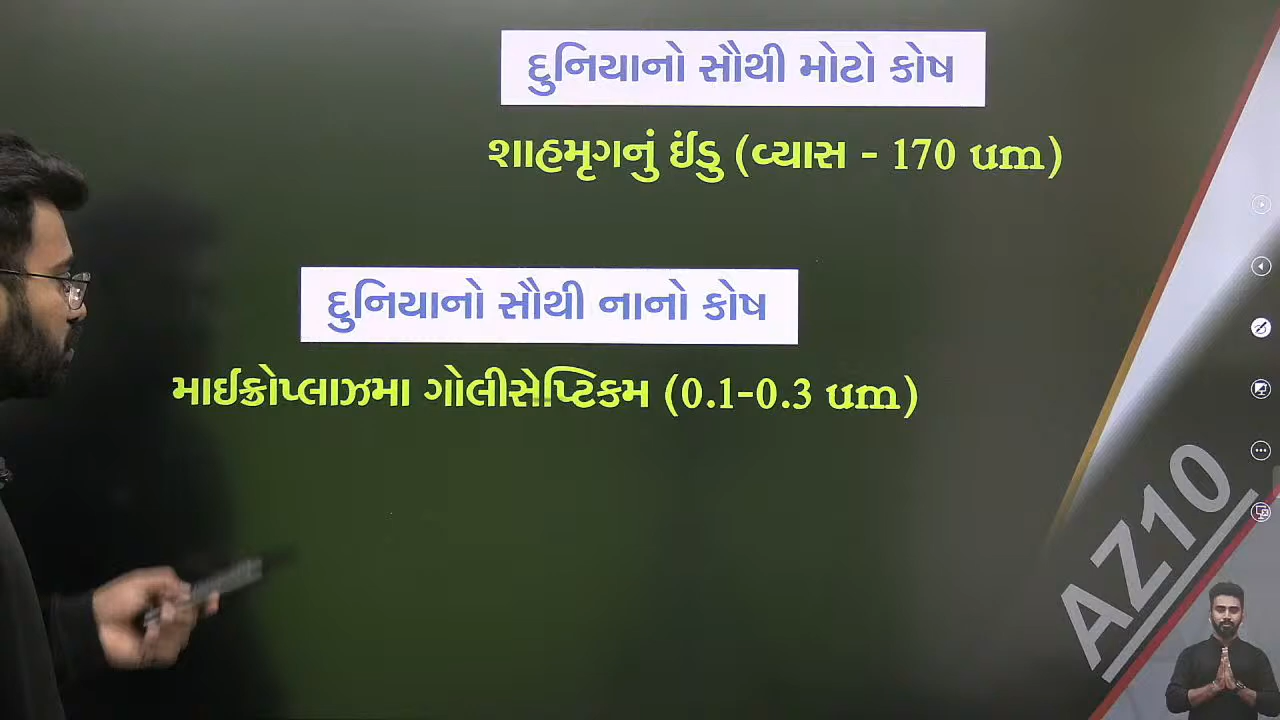 દુનિયાનો સૌથી મોટો કોષ
શાહમૃગનું ઈંડુ (વ્યાસ - 170 um)
દુનિયાનો સૌથી નાનો કોષ
માઈક્રોપ્લાઝમા ગોલીસેપ્ટિકમ (0.1-0.3 um)
AZ10